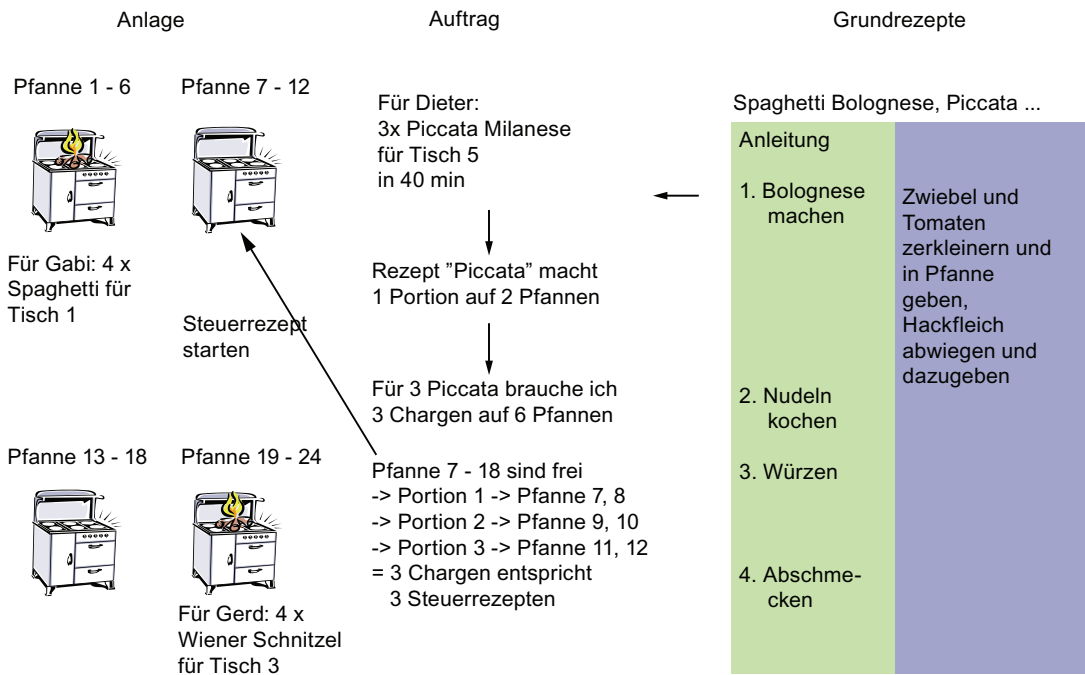 Anlage
Auftrag
Grundrezepte
Pfanne 1 - 6
Pfanne 7 - 12
Für Gabi: 4 x
Spaghetti für
Tisch 1
Steuerrezept
starten
Pfanne 13 - 18
Pfanne 19 - 24
Für Gerd: 4 x
Wiener Schnitzel
für Tisch 3
Für Dieter:
3x Piccata Milanese
für Tisch 5
in 40 min
Rezept ”Piccata” macht
1 Portion auf 2 Pfannen
Für 3 Piccata brauche ich
3 Chargen auf 6 Pfannen
Pfanne 7 - 18 sind frei
-> Portion 1 -> Pfanne 7, 8
-> Portion 2 -> Pfanne 9, 10
-> Portion 3 -> Pfanne 11, 12
= 3 Chargen entspricht
3 Steuerrezepten
Spaghetti Bolognese, Piccata ...
Anleitung
1. Bolognese
machen
Zwiebel und
Tomaten
zerkleinern und
in Pfanne
geben,
Hackfleich
abwiegen und
dazugeben
2. Nudeln
kochen
3. Würzen
4. Abschme-
cken